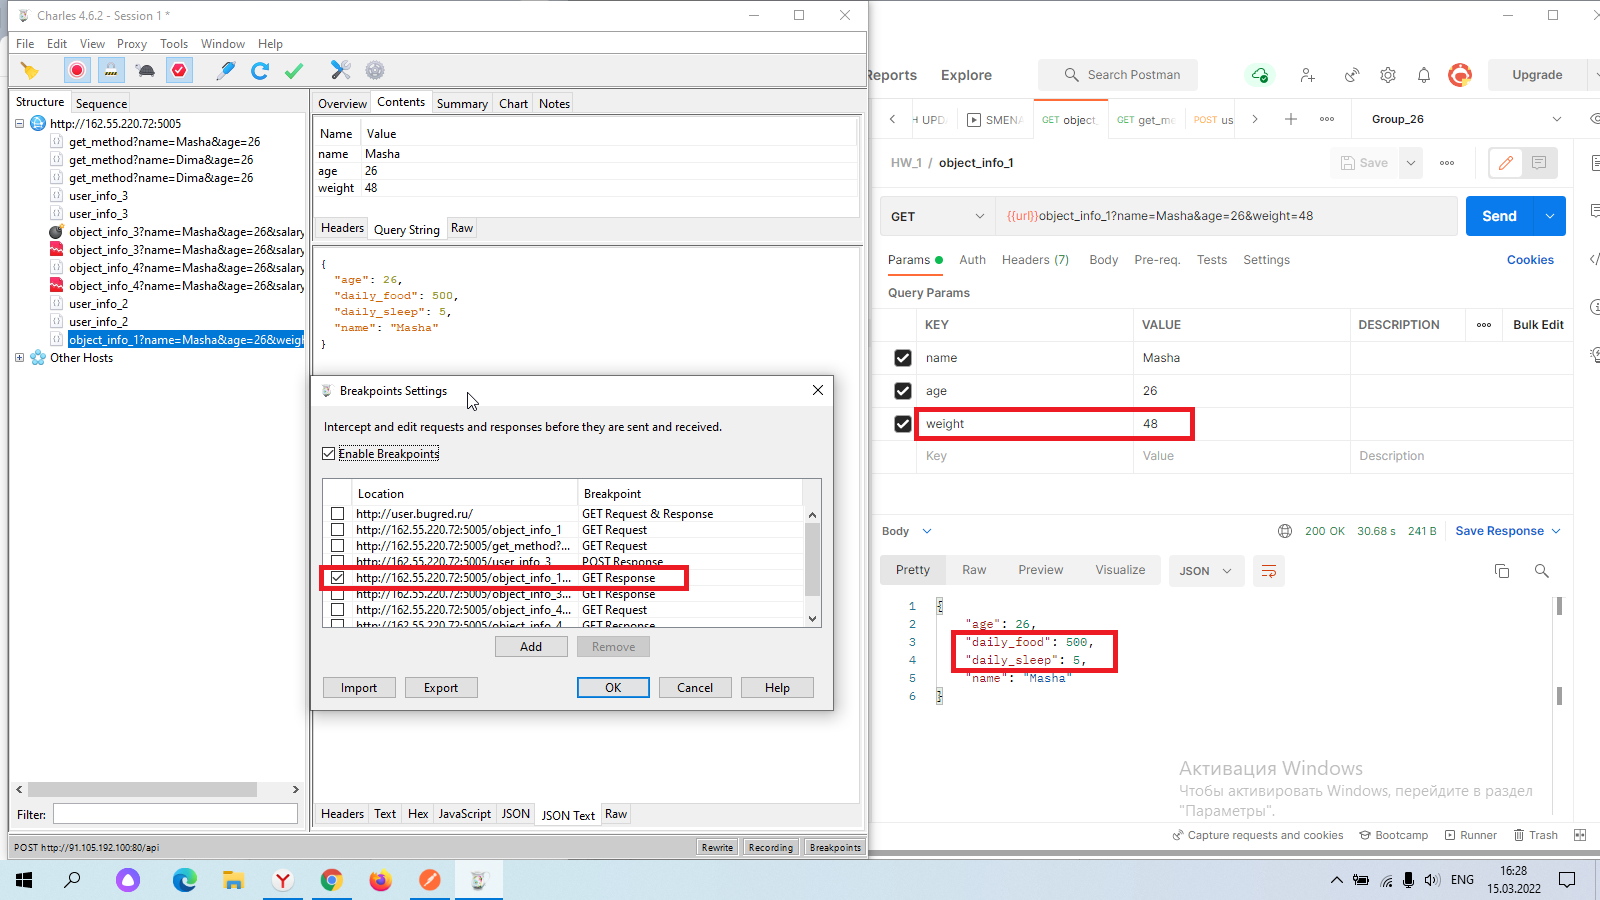 Charles 4.6.2 - Session 1 *
File Edit View Proxy Tools Window Help
Structure Sequence
http://162.55.220.72:5005
get_method?name=Masha&age=26
get_method?name=Dima&age=26
get_method?name=Dima&age=26
user_info_3
user_info_3
object_info_3?name=Masha&age=26&salary
object_info_3?name=Masha&age=26&salary
object_info_4?name=Masha&age=26&salary
object_info_4?name=Masha&age=26&salary
user_info_2
user_info_2
object_info_1?name=Masha&age=26&weigh
Other Hosts
Filter:
Overview Contents Summary Chart Notes
Name Value
name Masha
age 26
weight 48
Headers Query String Raw
{
"age": 26,
"daily_food": 500,
"daily_sleep": 5,
"name": "Masha"
}
Breakpoints Settings
Intercept and edit requests and responses before they are sent and received.
Enable Breakpoints
Location Breakpoint
http://user.bugred.ru/ GET Request & Response
http://162.55.220.72:5005/object_info_1 GET Request
http://162.55.220.72:5005/get_method?... GET Request
http://162.55.220.72:5005/user_info_3 POST Response
http://162.55.220.72:5005/object_info_1... GET Response
http://162.55.220.72:5005/object_info_3... GET Response
http://162.55.220.72:5005/object_info_4... GET Request
http://162.55.220.72:5005/object_info_4 GET Response
Add Remove
Import Export OK Cancel Help
Headers Text Hex JavaScript JSON JSON Text Raw
POST http://91.105.192.100:80/api
Rewrite Recording Breakpoints
Reports Explore Search Postman Upgrade
H UPD SMENA GET object_ GET get_me POST us Group_26
HW_1 / object_info_1 Save
GET {{url}}object_info_1?name=Masha&age=26&weight=48 Send
Params Auth Headers (7) Body Pre-req. Tests Settings Cookies
Query Params
KEY VALUE DESCRIPTION Bulk Edit
name Masha
age 26
weight 48
Key Value Description
Body 200 OK 30.68 s 241 B Save Response
Pretty Raw Preview Visualize JSON
1 {
2 "age": 26,
3 "daily_food": 500,
4 "daily_sleep": 5,
5 "name": "Masha"
6 }
Активация Windows
Чтобы активировать Windows, перейдите в раздел
"Параметры".
Capture requests and cookies Bootcamp Runner Trash
ENG 16:28
15.03.2022